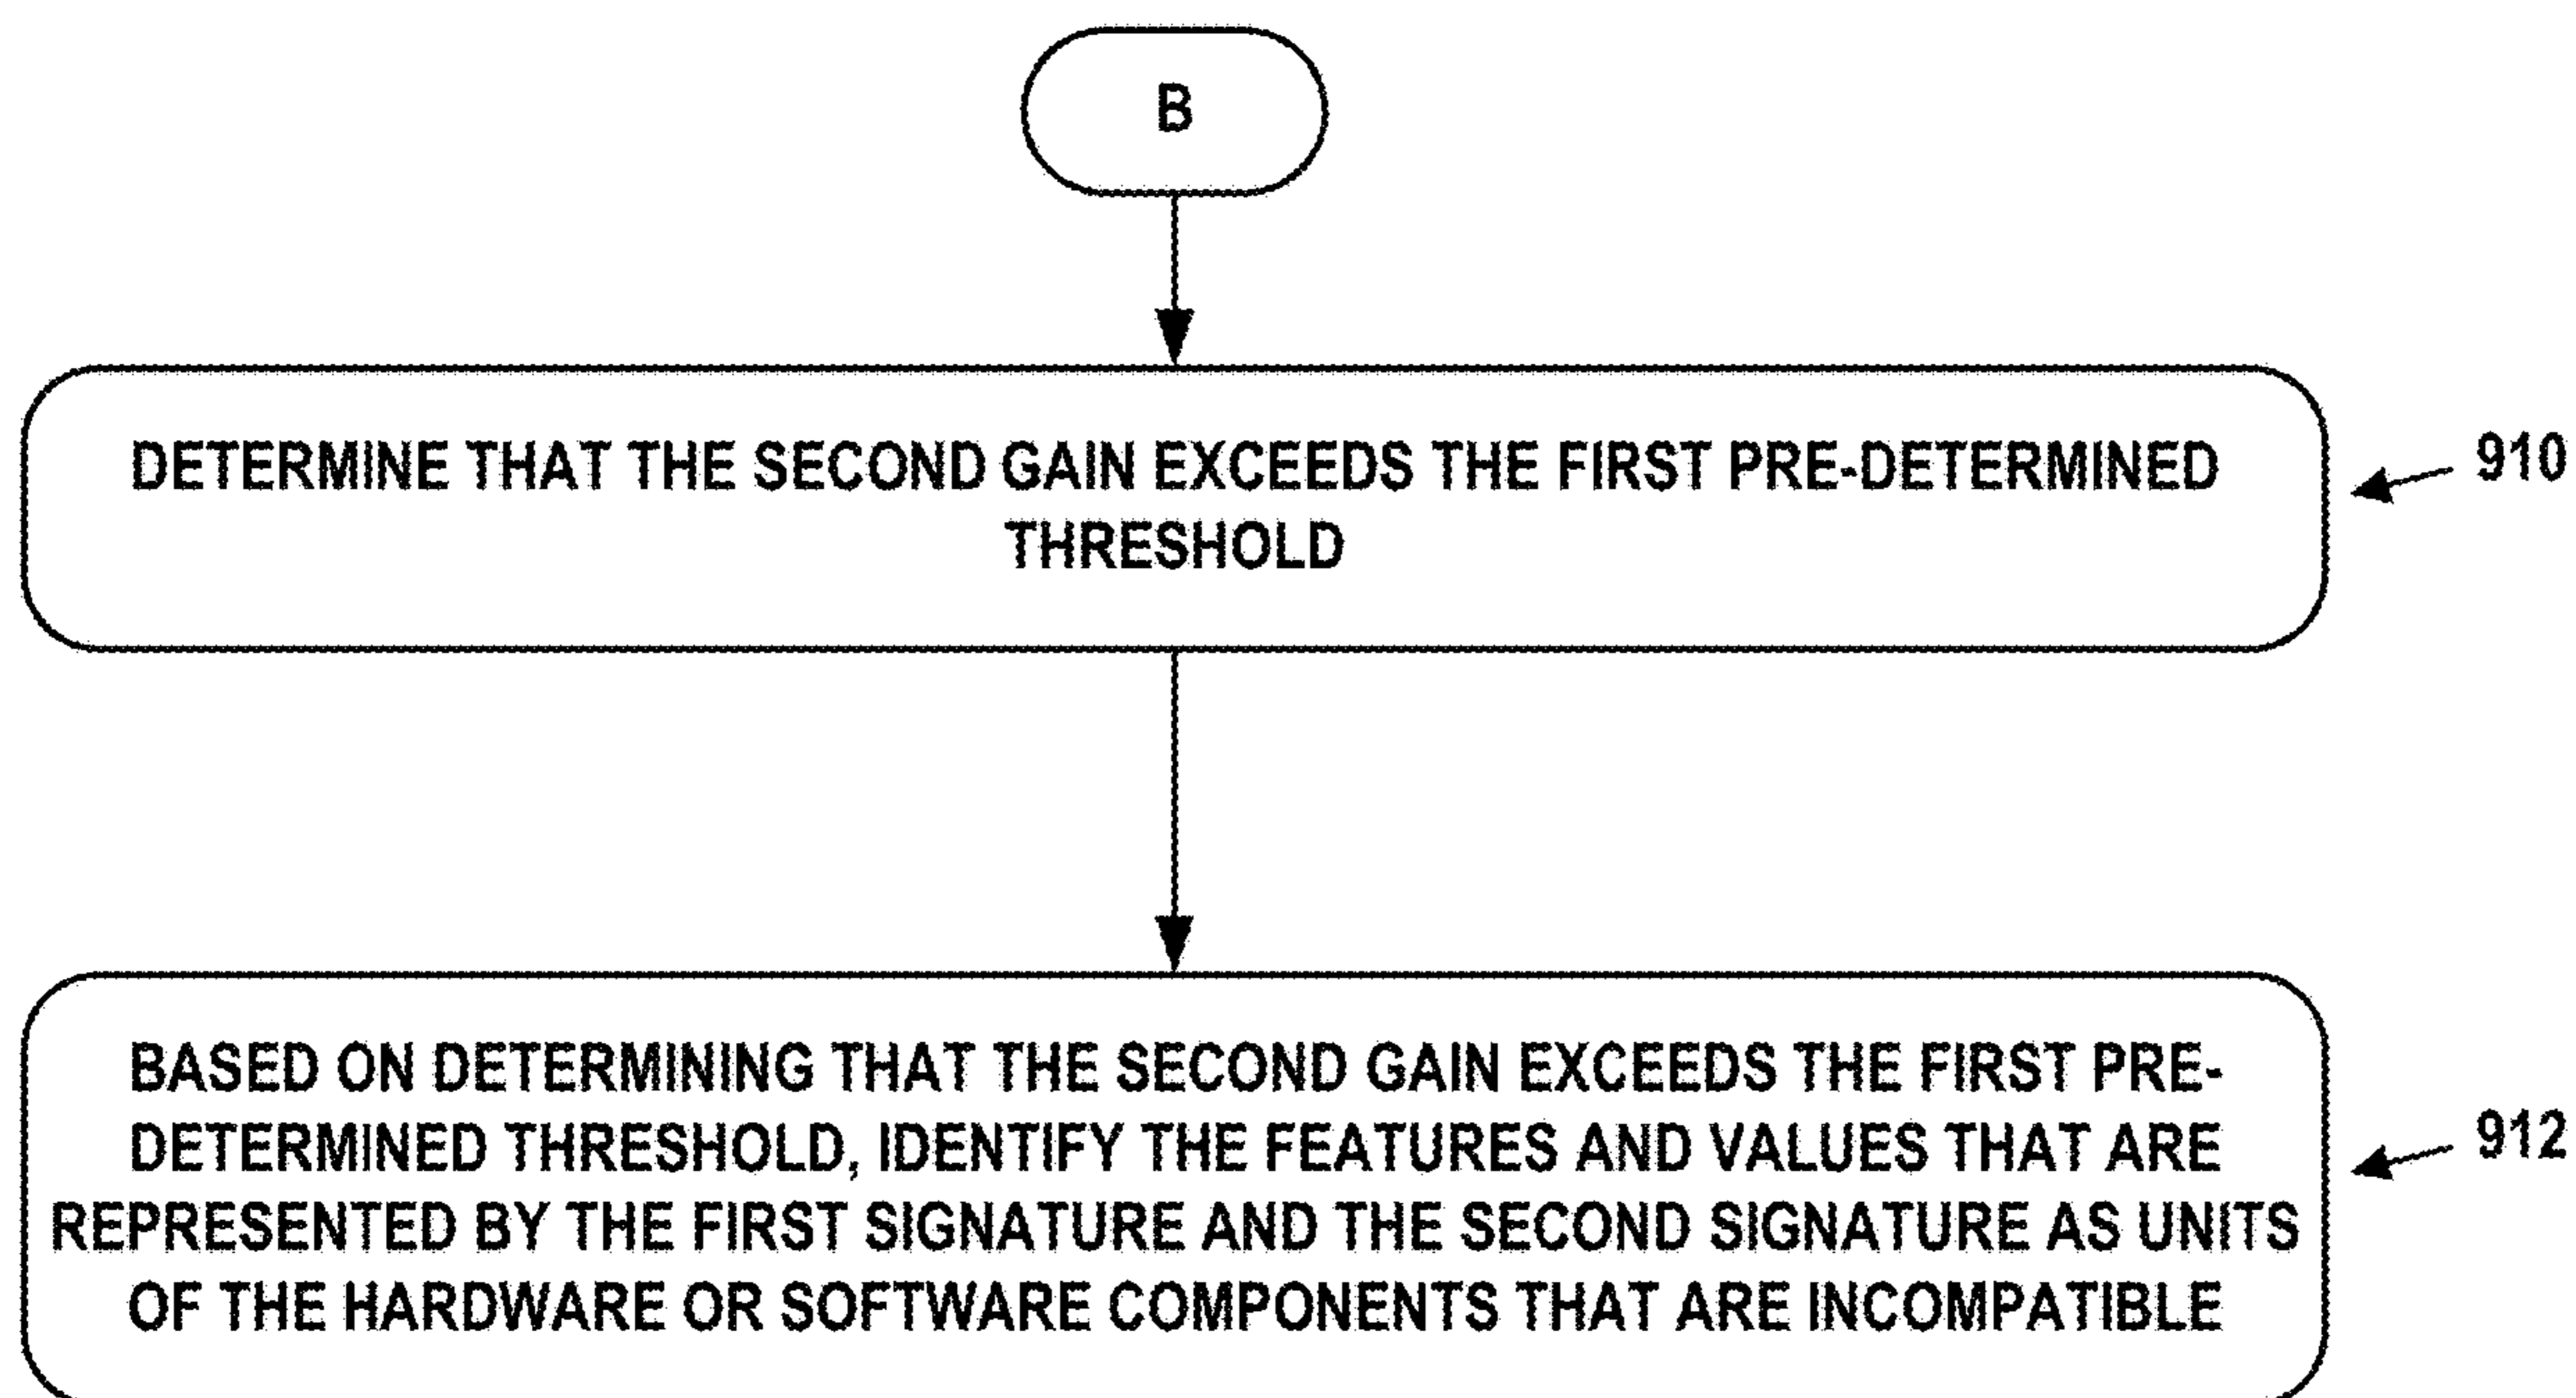 B
DETERMINE THAT THE SECOND GAIN EXCEEDS THE FIRST PRE-DETERMINED
THRESHOLD
910
BASED ON DETERMINING THAT THE SECOND GAIN EXCEEDS THE FIRST PRE-
DETERMINED THRESHOLD, IDENTIFY THE FEATURES AND VALUES THAT ARE
REPRESENTED BY THE FIRST SIGNATURE AND THE SECOND SIGNATURE AS UNITS
OF THE HARDWARE OR SOFTWARE COMPONENTS THAT ARE INCOMPATIBLE
912